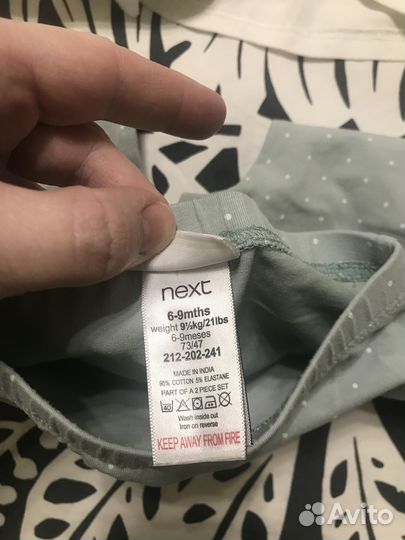 next
6-9mths
weight 9½kg/21lbs
6-9meses
73/47
212-202-241
MADE IN INDIA
95% COTTON 5% ELASTANE
PART OF A 2 PIECE SET
40
Wash inside out
Iron on reverse
KEEP AWAY FROM FIRE
Avito